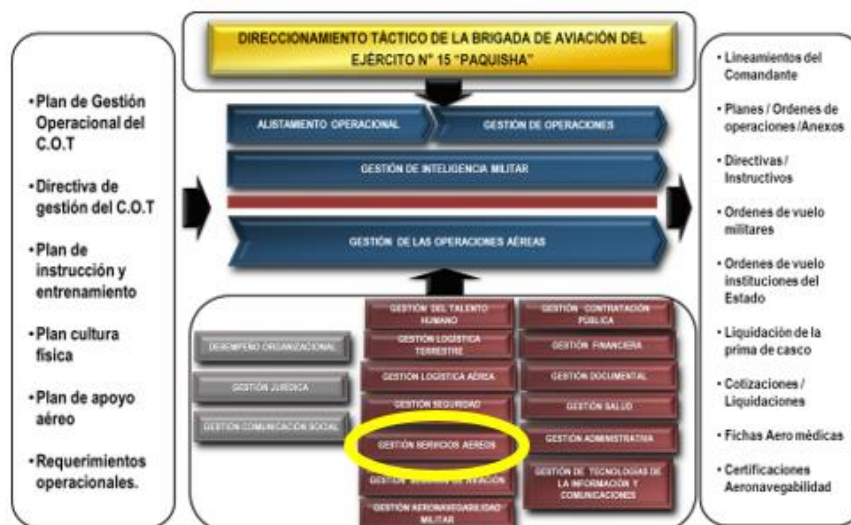 DIRECCIONAMIENTO TÁCTICO DE LA BRIGADA DE AVIACIÓN DEL
EJÉRCITO N° 15 "PAQUISHA"
•Plan de Gestión
Operacional del
C.O.T
•Directiva de
gestión del C.O.T
•Plan de
instrucción y
entrenamiento
•Plan cultura
física
•Plan de apoyo
aéreo
•Requerimientos
operacionales.
ALISTAMIENTO OPERACIONAL
GESTIÓN DE OPERACIONES
GESTIÓN DE INTELIGENCIA MILITAR
GESTIÓN DE LAS OPERACIONES AÉREAS
DESEMPEÑO ORGANIZACIONAL
GESTIÓN JURÍDICA
GESTIÓN COMUNICACIÓN SOCIAL
GESTIÓN DEL TALENTO
HUMANO
GESTIÓN LOGÍSTICA
TERRESTRE
GESTIÓN LOGÍSTICA AÉREA
GESTIÓN SEGURIDAD
GESTIÓN SERVICIOS AEREOS
GESTIÓN DE AVIACIÓN
GESTIÓN AERONAVEGABILIDAD
MILITAR
GESTIÓN CONTRATACIÓN
PÚBLICA
GESTIÓN FINANCIERA
GESTIÓN DOCUMENTAL
GESTIÓN SALUD
GESTIÓN ADMINISTRATIVA
GESTIÓN DE TECNOLOGÍAS DE
LA INFORMACIÓN Y
COMUNICACIONES
• Lineamientos del
Comandante
• Planes / Ordenes de
operaciones /Anexos
• Directivas /
Instructivos
• Ordenes de vuelo
militares
• Ordenes de vuelo
instituciones del
Estado
• Liquidación de la
prima de casco
• Cotizaciones /
Liquidaciones
• Fichas Aero médicas
• Certificaciones
Aeronavegabilidad